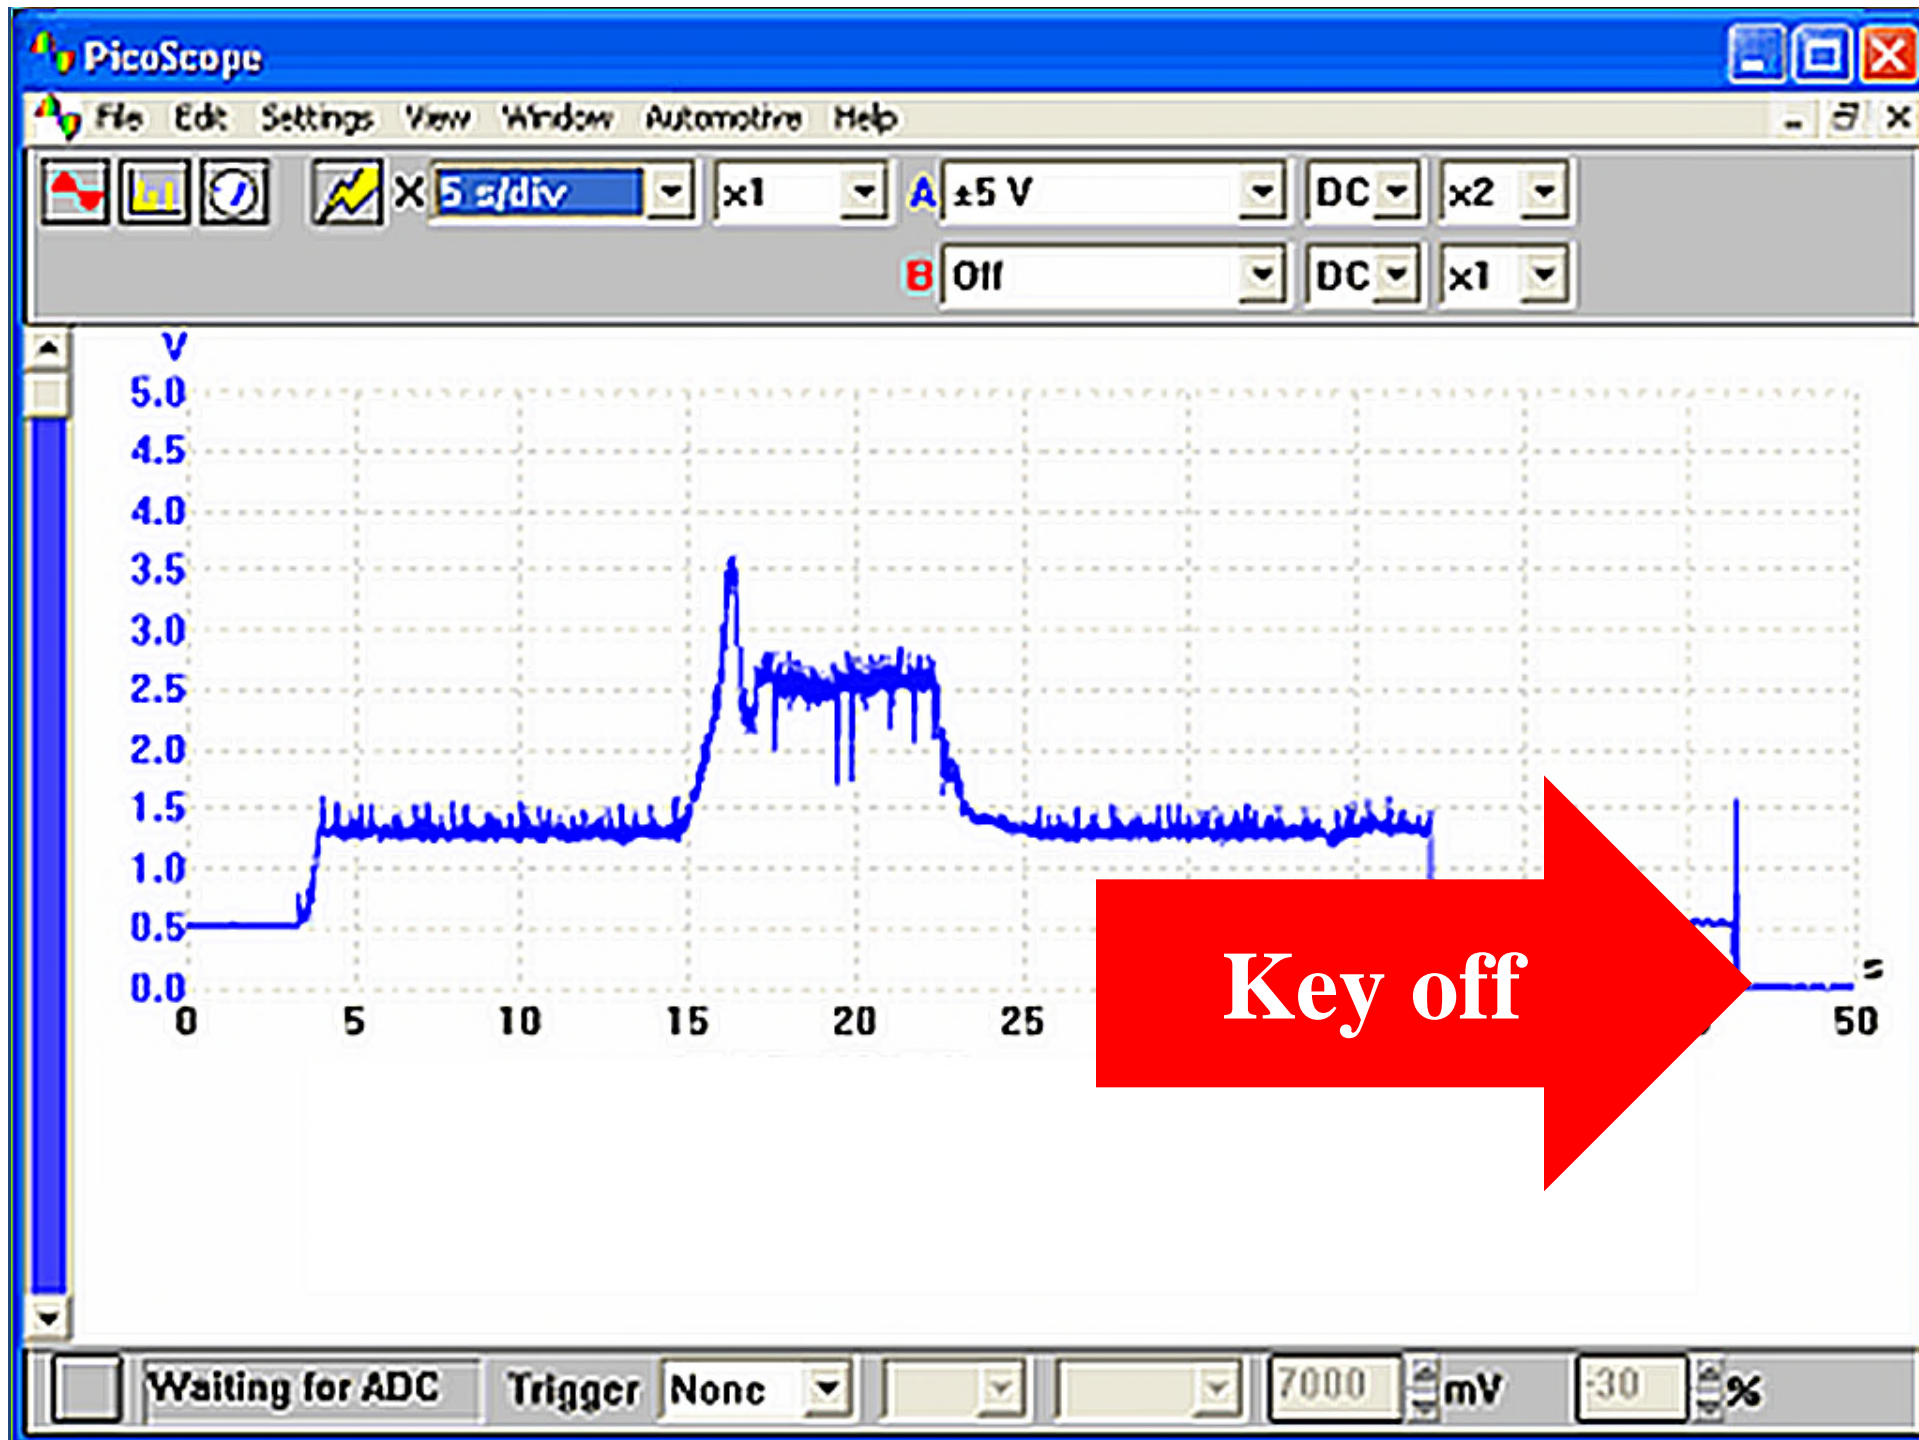 PicoScope
File Edit Settings View Window Automotive Help
X 5 s/div x1 A ±5 V DC x2
B Off DC x1
V
5.0
4.5
4.0
3.5
3.0
2.5
2.0
1.5
1.0
0.5
0.0
s
0 5 10 15 20 25 50
Key off
Waiting for ADC Trigger None 7000 mV -30 %